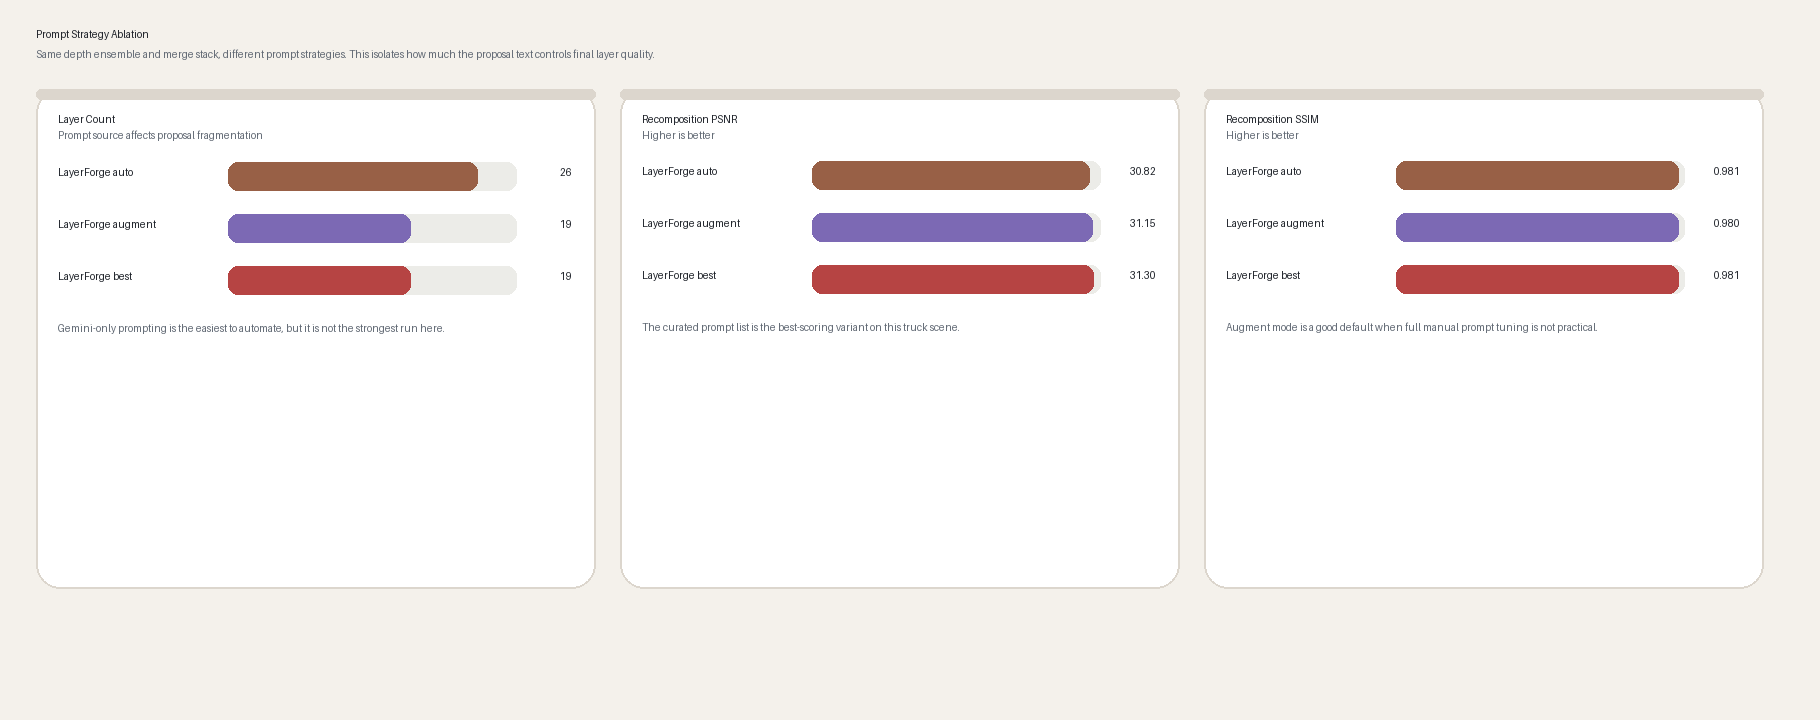 Prompt Strategy Ablation
Same depth ensemble and merge stack, different prompt strategies. This isolates how much the proposal text controls final layer quality.
Layer Count
Prompt source affects proposal fragmentation
LayerForge auto 26
LayerForge augment 19
LayerForge best 19
Gemini-only prompting is the easiest to automate, but it is not the strongest run here.
Recomposition PSNR
Higher is better
LayerForge auto 30.82
LayerForge augment 31.15
LayerForge best 31.30
The curated prompt list is the best-scoring variant on this truck scene.
Recomposition SSIM
Higher is better
LayerForge auto 0.981
LayerForge augment 0.980
LayerForge best 0.981
Augment mode is a good default when full manual prompt tuning is not practical.